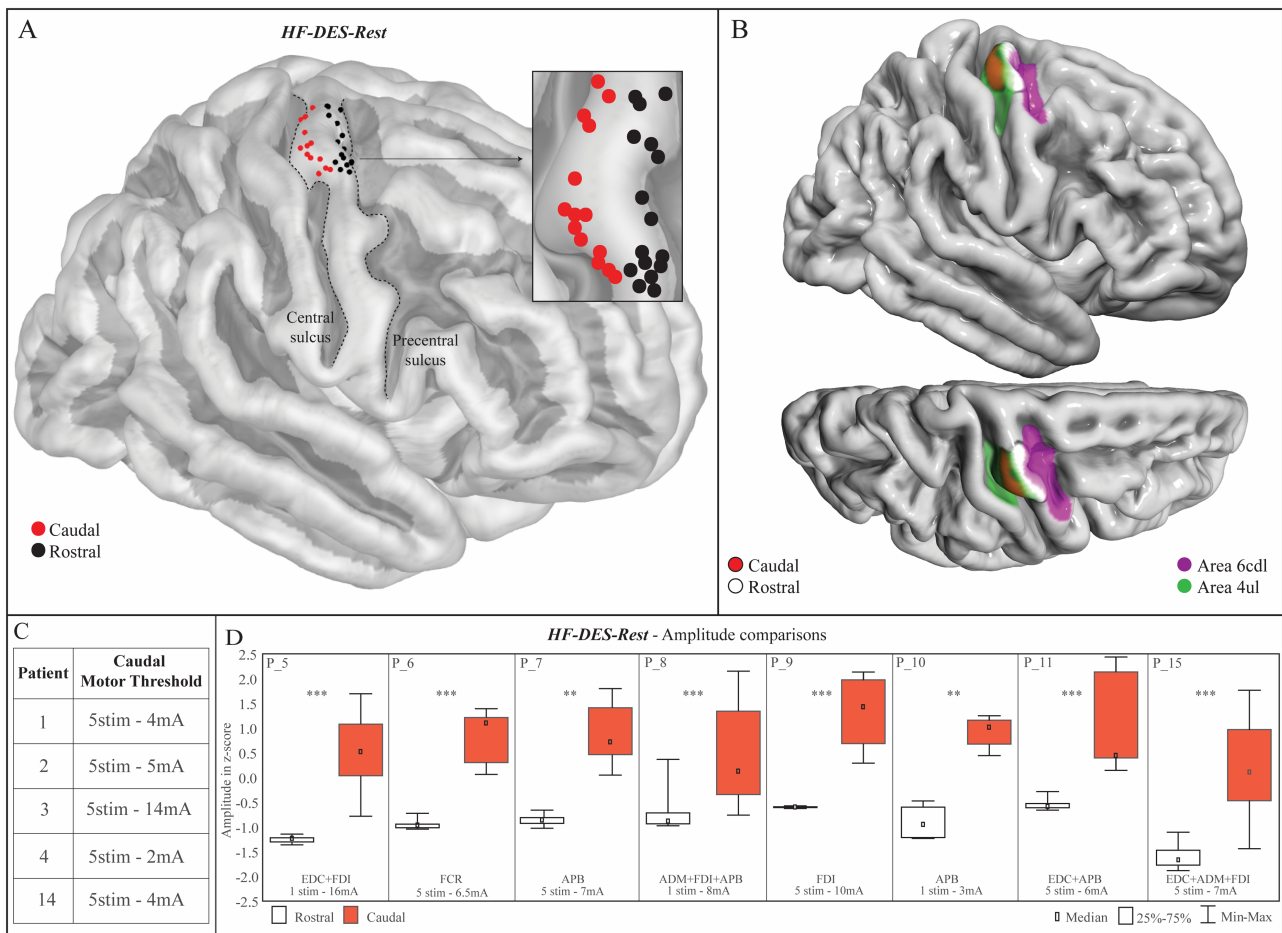 A
HF-DES-Rest
Central
sulcus
Precentral
sulcus
Caudal
Rostral
B
Caudal
Rostral
Area 6cdl
Area 4ul
C
Patient
Caudal
Motor Threshold
1
5stim - 4mA
2
5stim - 5mA
3
5stim - 14mA
4
5stim - 2mA
14
5stim - 4mA
D
HF-DES-Rest - Amplitude comparisons
Amplitude in z-score
2.5
2.0
1.5
1.0
0.5
0.0
-0.5
-1.0
-1.5
-2.0
-2.5
P_5
***
EDC+FDI
1 stim - 16mA
P_6
***
FCR
5 stim - 6.5mA
P_7
**
APB
5 stim - 7mA
P_8
***
ADM+FDI+APB
1 stim - 8mA
P_9
***
FDI
5 stim - 10mA
P_10
**
APB
1 stim - 3mA
P_11
***
EDC+APB
5 stim - 6mA
P_15
***
EDC+ADM+FDI
5 stim - 7mA
Rostral
Caudal
Median
25%-75%
Min-Max